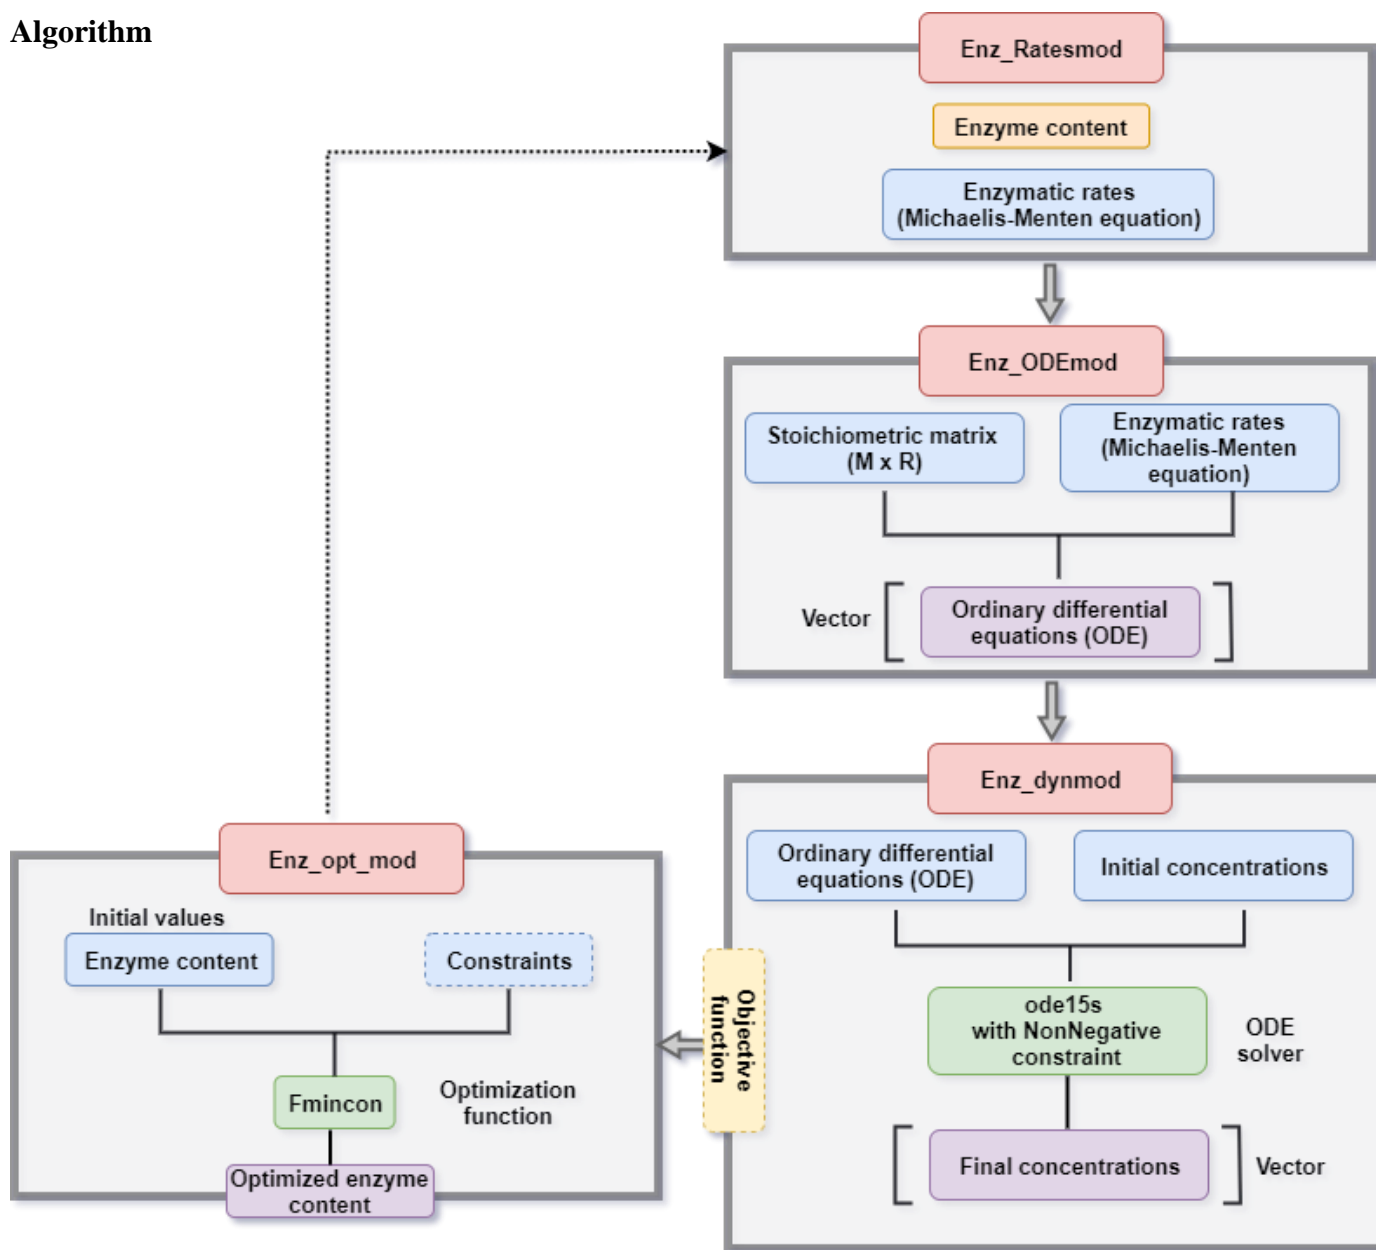 Algorithm
Enz_Ratesmod
Enzyme content
Enzymatic rates
(Michaelis-Menten equation)
Enz_ODEmod
Stoichiometric matrix
(M x R)
Enzymatic rates
(Michaelis-Menten
equation)
Vector
Ordinary differential
equations (ODE)
Enz_dynmod
Ordinary differential
equations (ODE)
Initial concentrations
ode15s
with NonNegative
constraint
ODE
solver
Final concentrations
Vector
Objective
function
Enz_opt_mod
Initial values
Enzyme content
Constraints
Fmincon
Optimization
function
Optimized enzyme
content